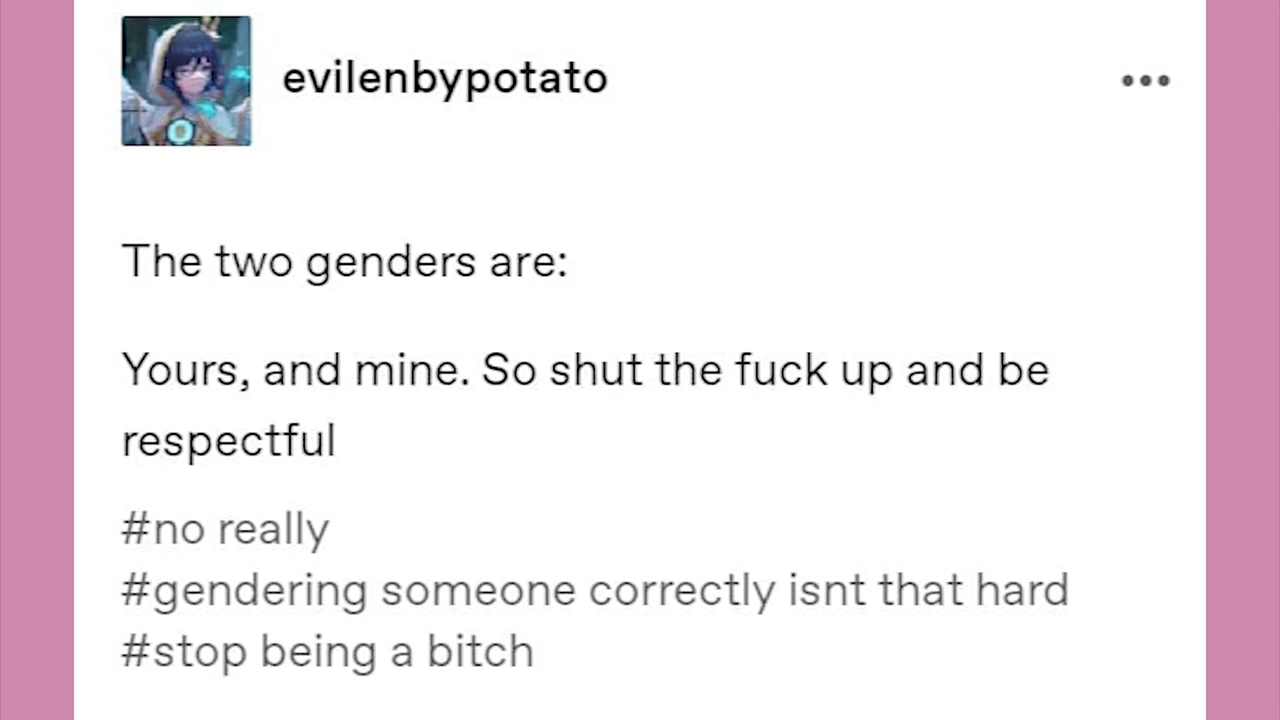 evilenbypotato
The two genders are:
Yours, and mine. So shut the fuck up and be
respectful
#no really
#gendering someone correctly isnt that hard
#stop being a bitch